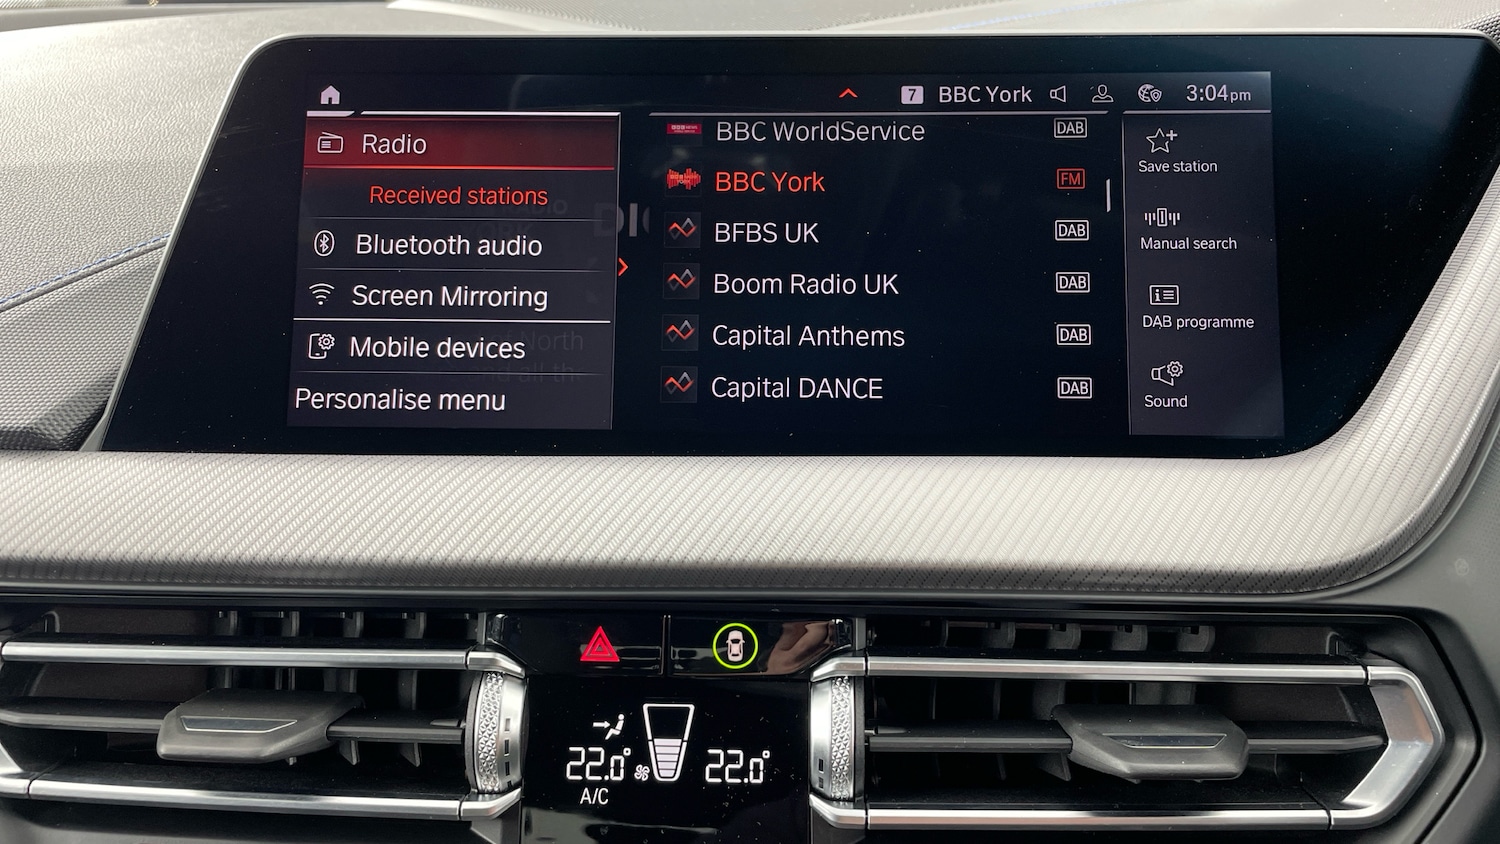 7 BBC York 3:04pm
Radio
Received stations
Bluetooth audio
Screen Mirroring
Mobile devices
Personalise menu
BBC WorldService DAB
BBC York FM
BFBS UK DAB
Boom Radio UK DAB
Capital Anthems DAB
Capital DANCE DAB
Save station
Manual search
DAB programme
Sound
22.0° 22.0°
A/C